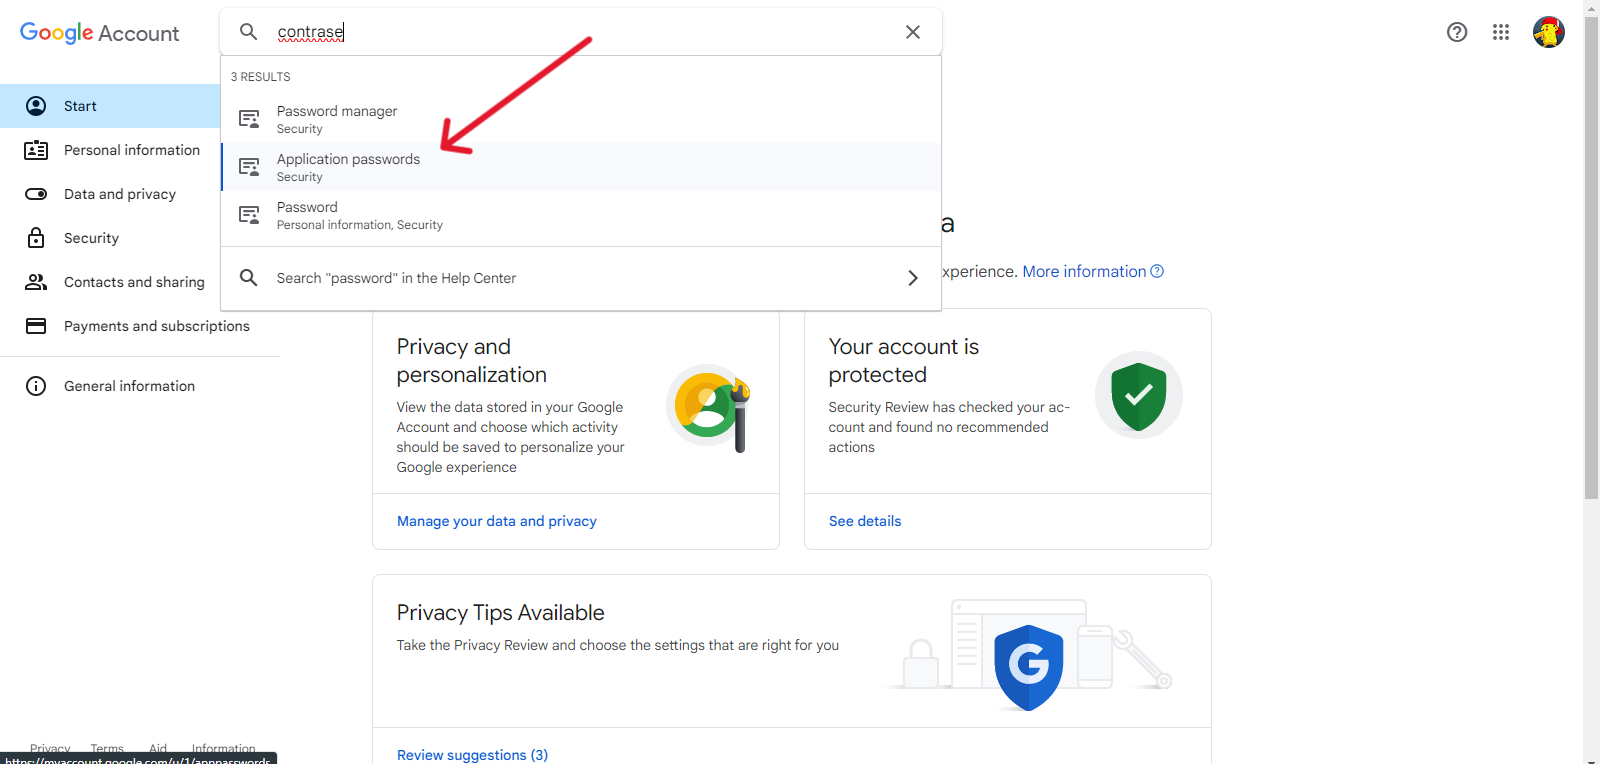 Google Account
contrase
3 RESULTS
Password manager
Security
Application passwords
Security
Password
Personal information, Security
Search "password" in the Help Center
Start
Personal information
Data and privacy
Security
Contacts and sharing
Payments and subscriptions
General information
a
xperience. More information
Privacy and
personalization
View the data stored in your Google
Account and choose which activity
should be saved to personalize your
Google experience
Manage your data and privacy
Your account is
protected
Security Review has checked your ac-
count and found no recommended
actions
See details
Privacy Tips Available
Take the Privacy Review and choose the settings that are right for you
G
Review suggestions (3)
Privacy Terms Aid Information
https://myaccount.google.com/u/1/apppasswords